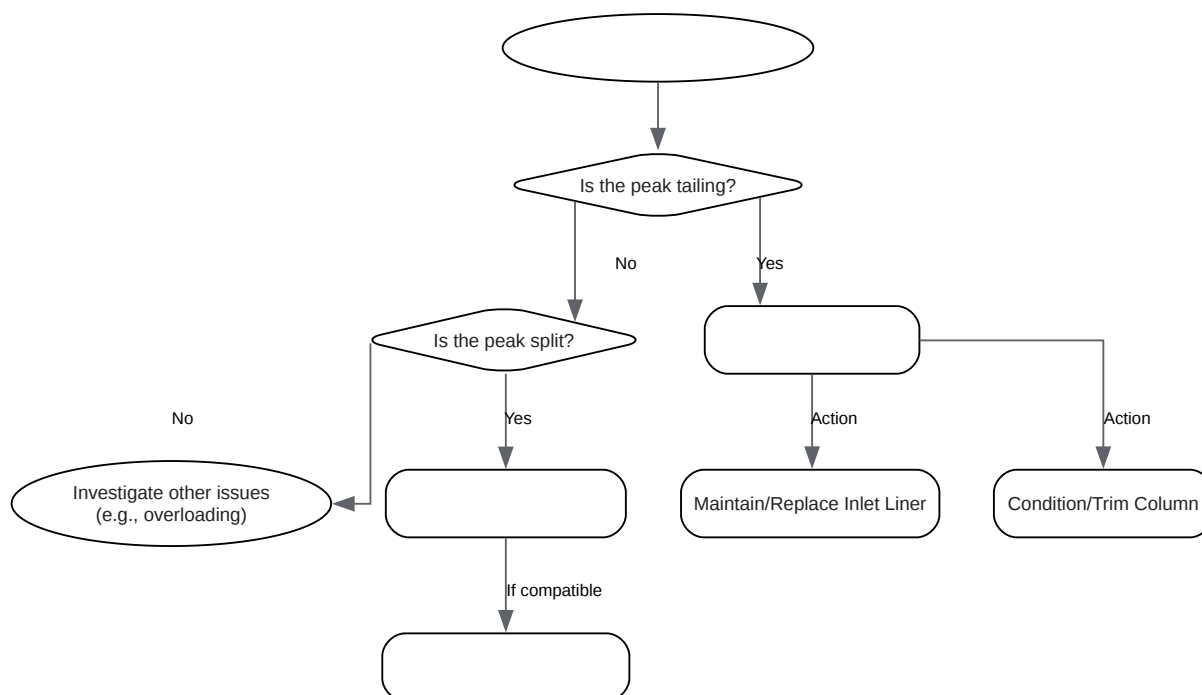 Is the peak tailing?
No
Yes
Is the peak split?
No
Yes
Action
Action
Investigate other issues
(e.g., overloading)
Maintain/Replace Inlet Liner
Condition/Trim Column
If compatible